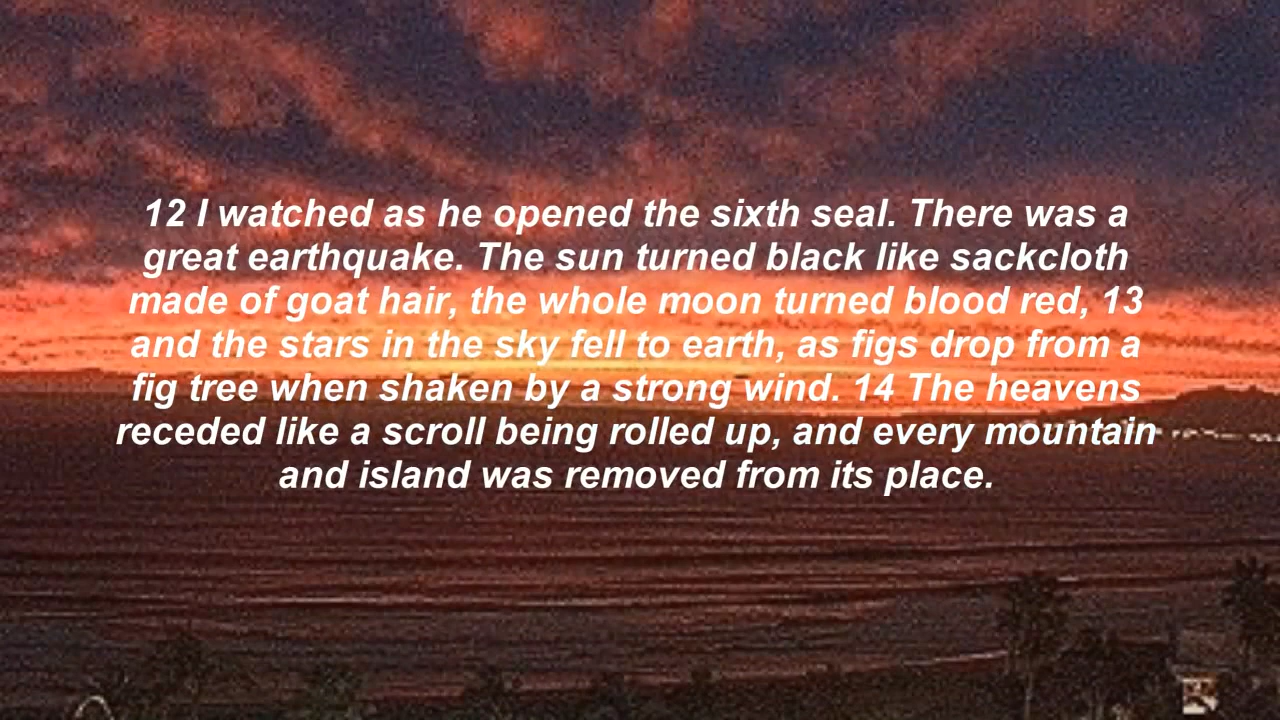 12 I watched as he opened the sixth seal. There was a
great earthquake. The sun turned black like sackcloth
made of goat hair, the whole moon turned blood red, 13
and the stars in the sky fell to earth, as figs drop from a
fig tree when shaken by a strong wind. 14 The heavens
receded like a scroll being rolled up, and every mountain
and island was removed from its place.